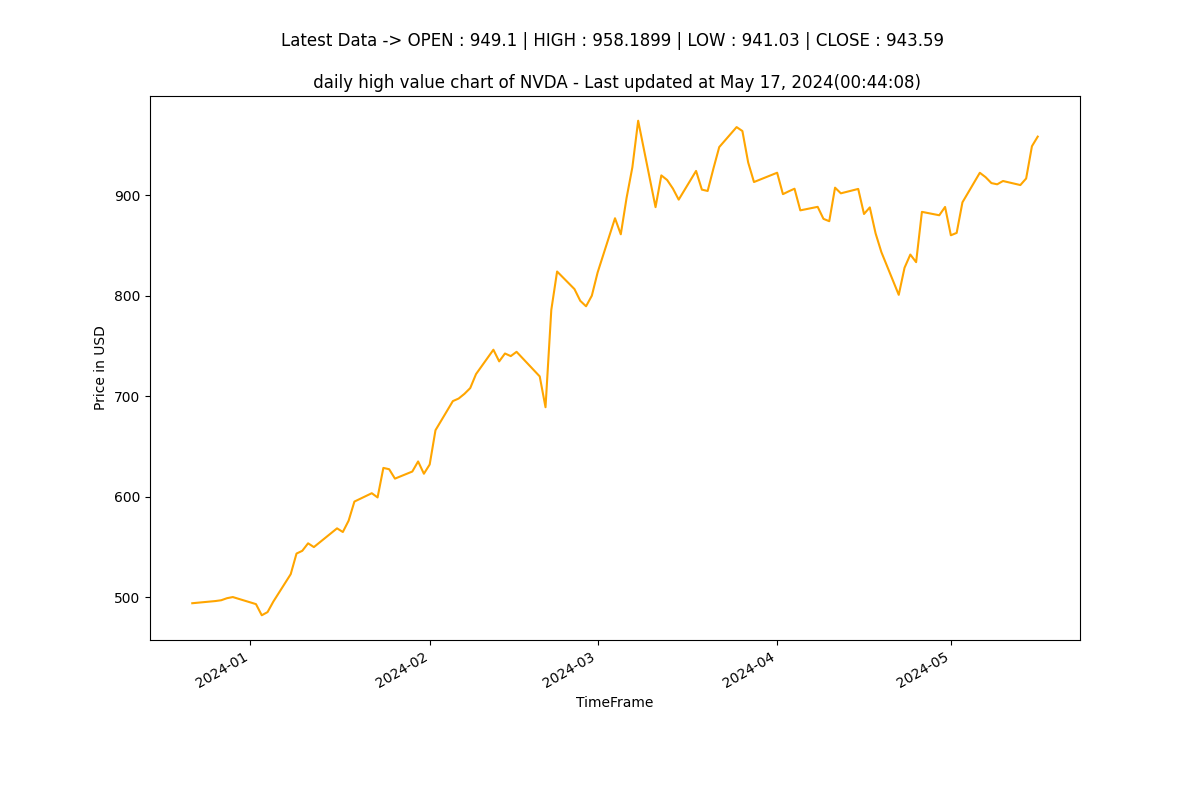 Latest Data -> OPEN : 949.1 | HIGH : 958.1899 | LOW : 941.03 | CLOSE : 943.59
daily high value chart of NVDA - Last updated at May 17, 2024(00:44:08)
900
800
700
600
500
Price in USD
2024-01
2024-02
2024-03
2024-04
2024-05
TimeFrame